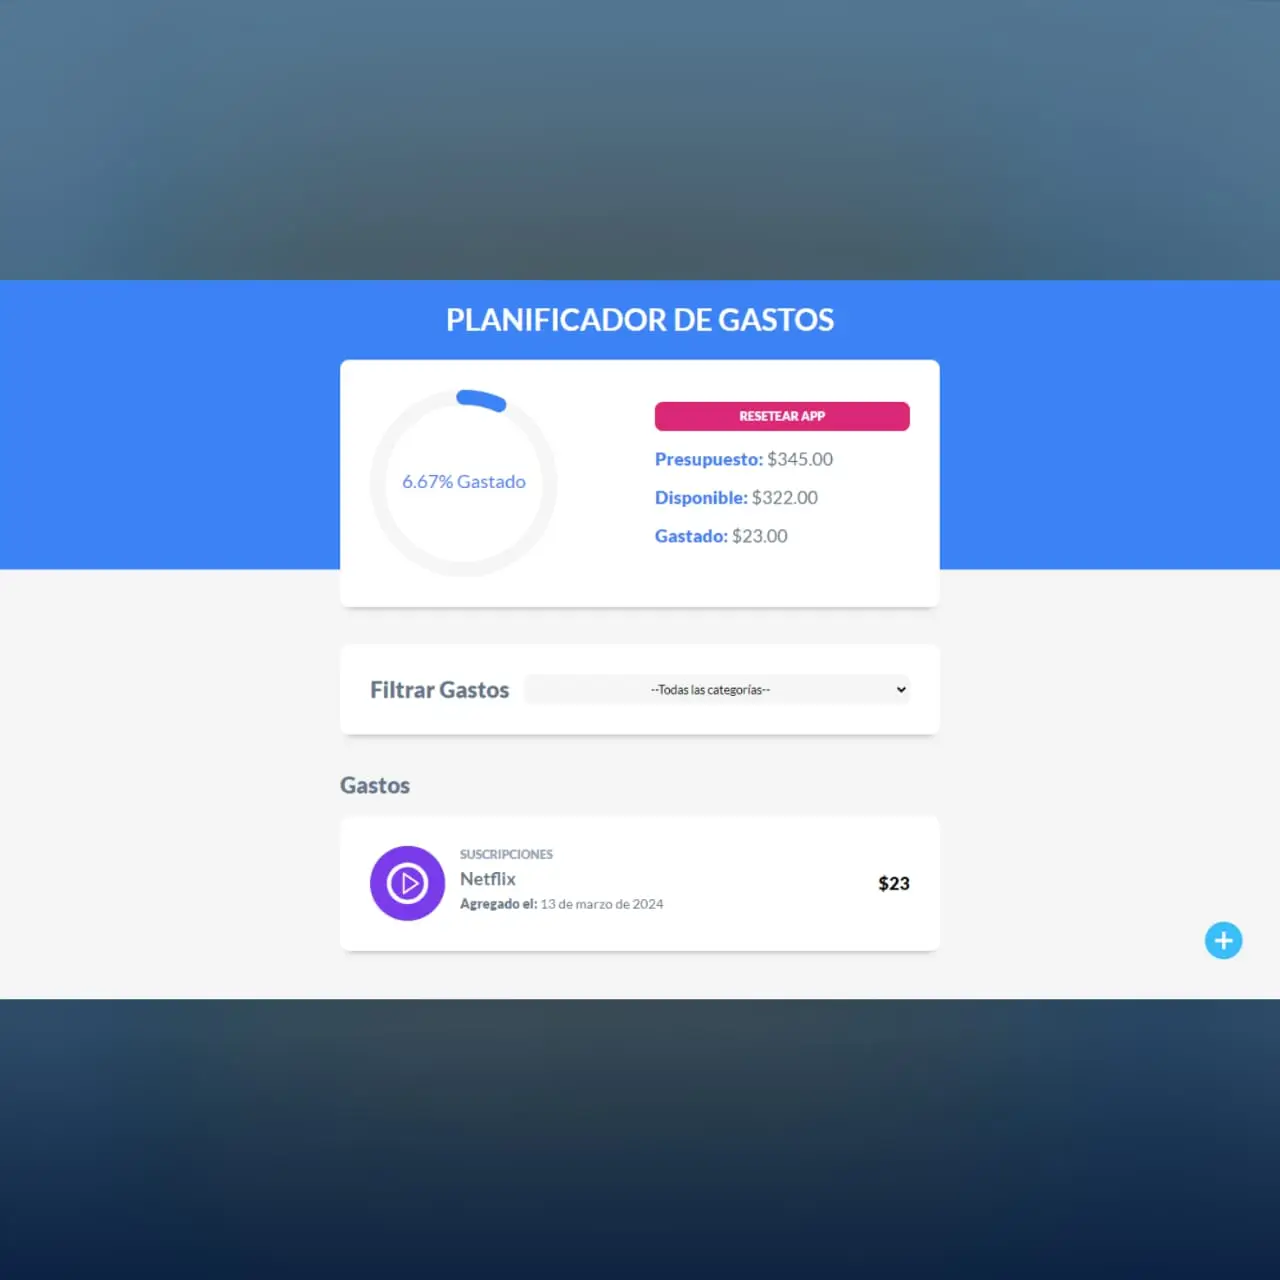 PLANIFICADOR DE GASTOS
6.67% Gastado
RESETEAR APP
Presupuesto: $345.00
Disponible: $322.00
Gastado: $23.00
Filtrar Gastos
--Todas las categorías--
Gastos
SUSCRIPCIONES
Netflix
Agregado el: 13 de marzo de 2024
$23